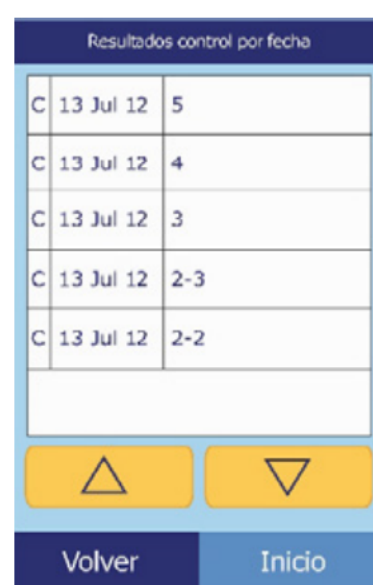 Resultados control por fecha
C 13 Jul 12 5
C 13 Jul 12 4
C 13 Jul 12 3
C 13 Jul 12 2-3
C 13 Jul 12 2-2
Volver Inicio